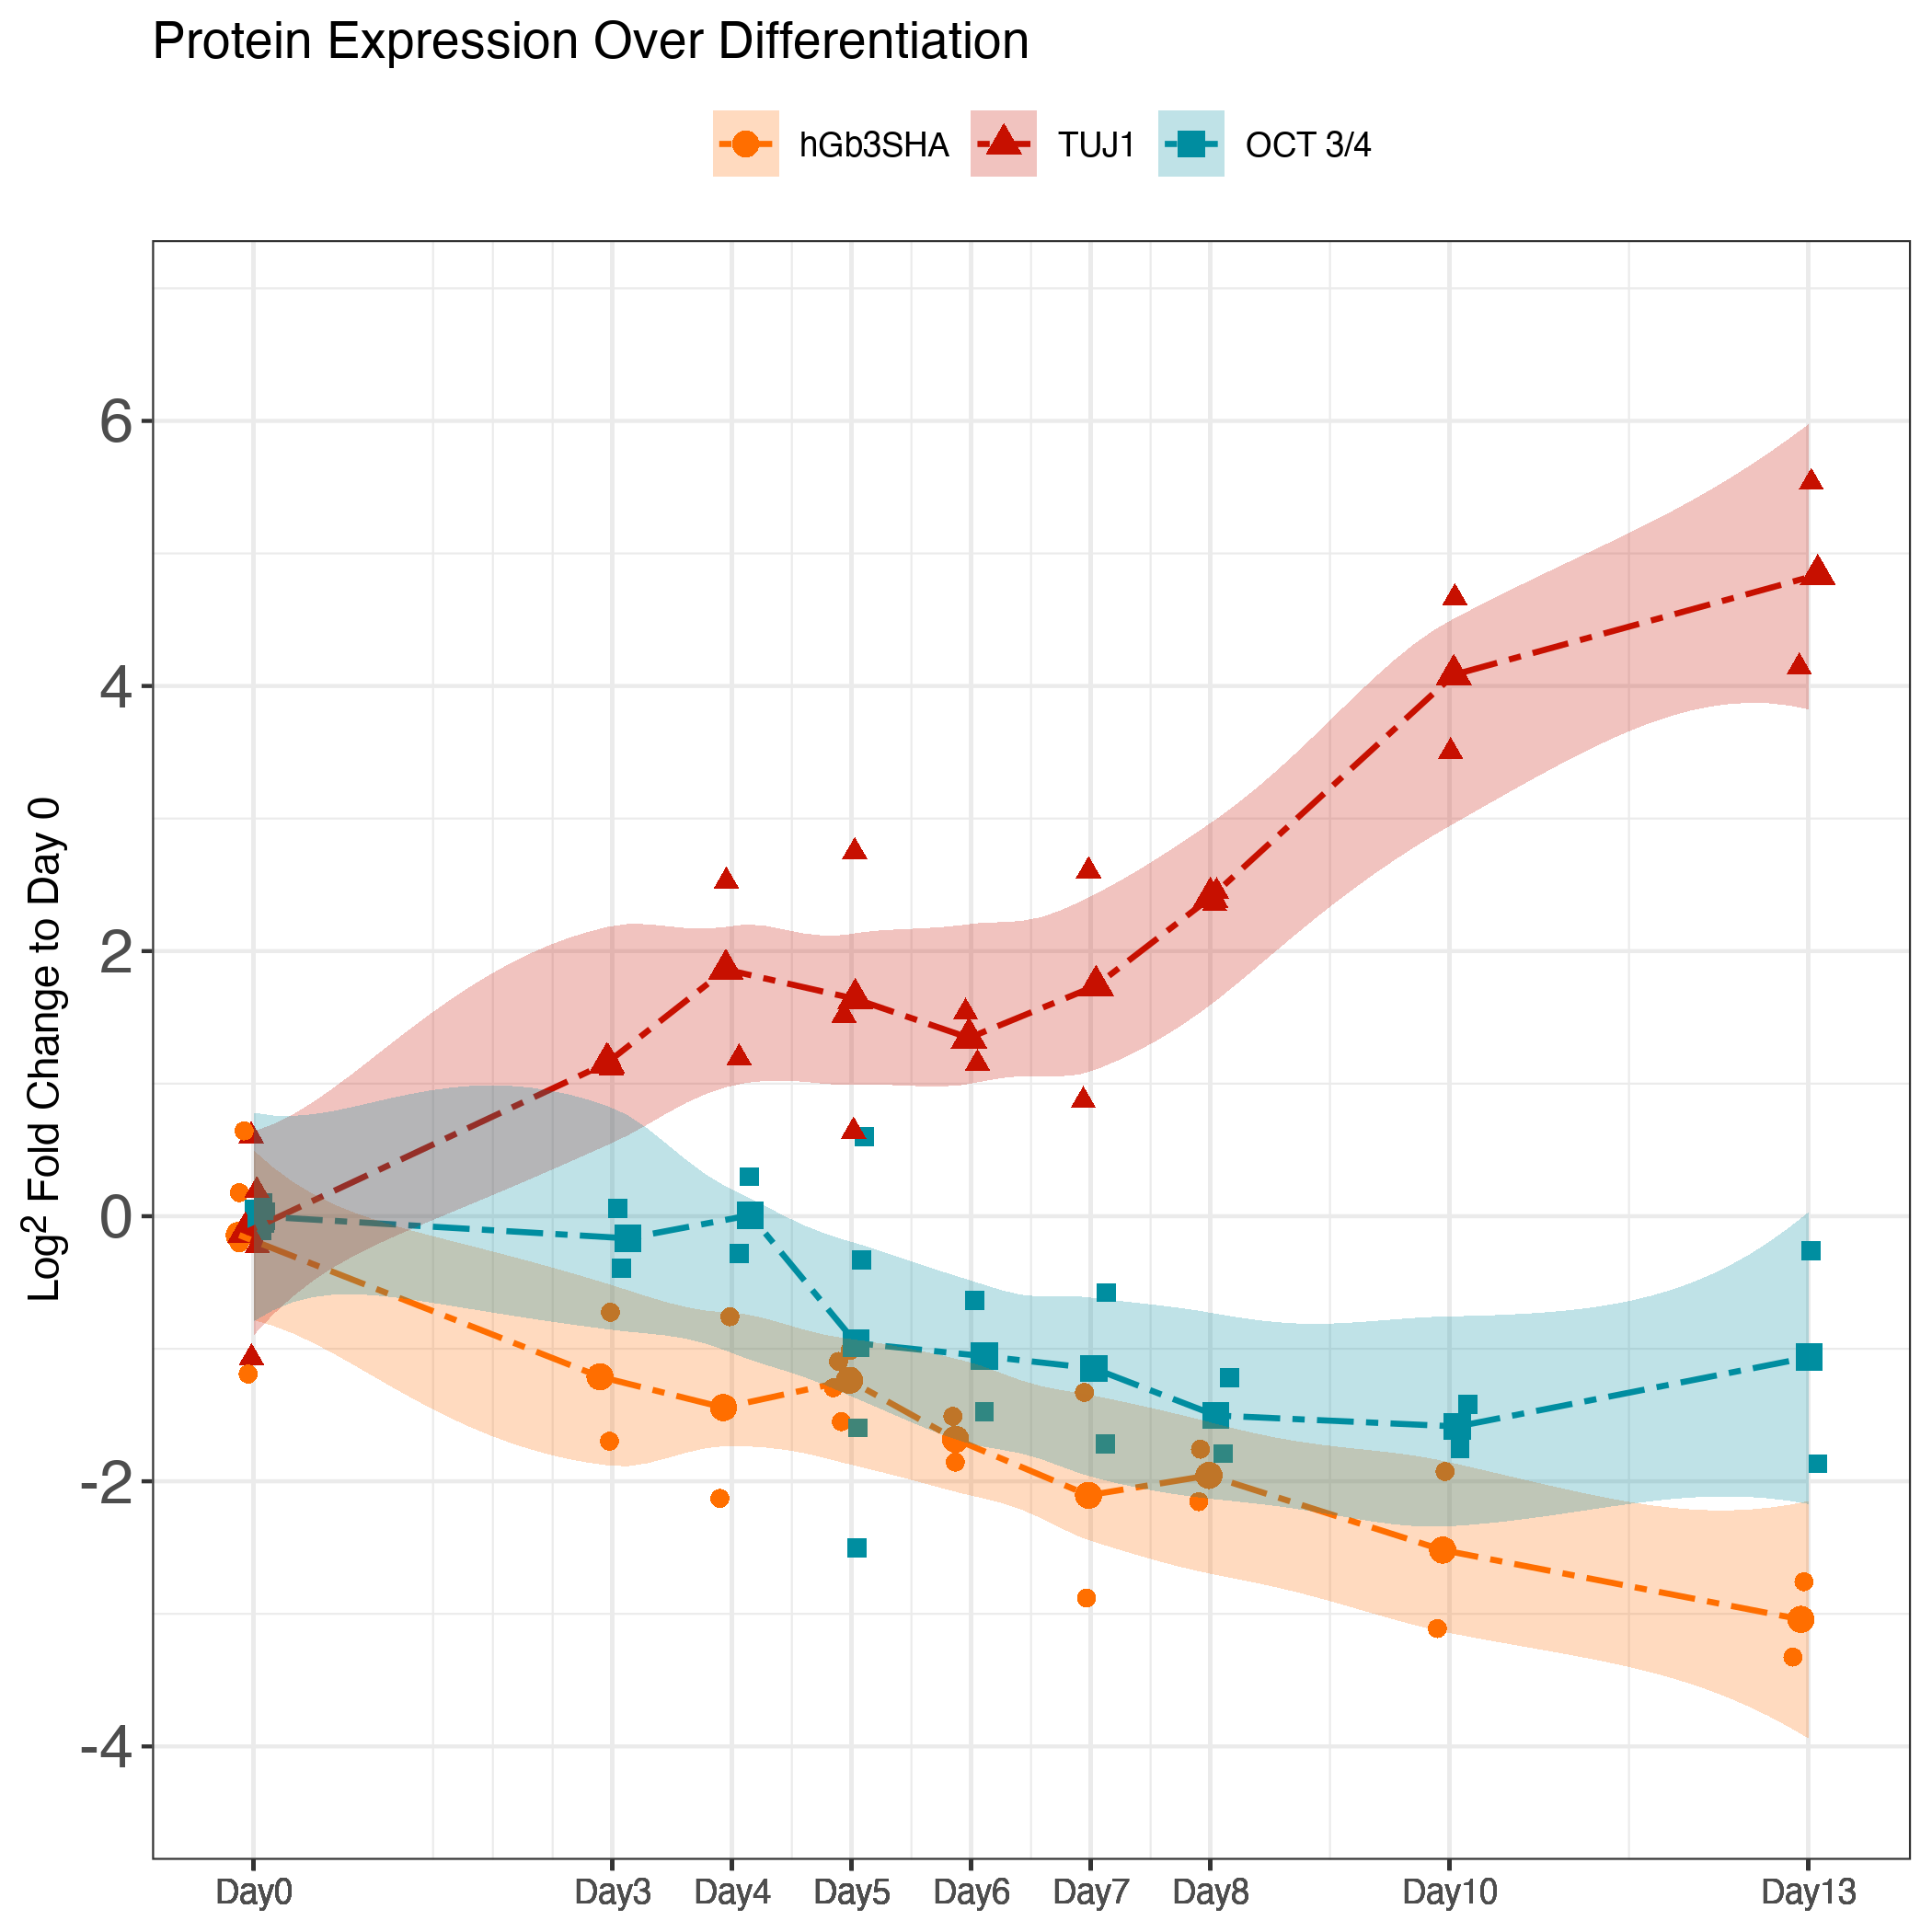 Protein Expression Over Differentiation
hGb3SHA TUJ1 OCT 3/4
Log2 Fold Change to Day 0
6
4
2
0
-2
-4
Day0 Day3 Day4 Day5 Day6 Day7 Day8 Day10 Day13